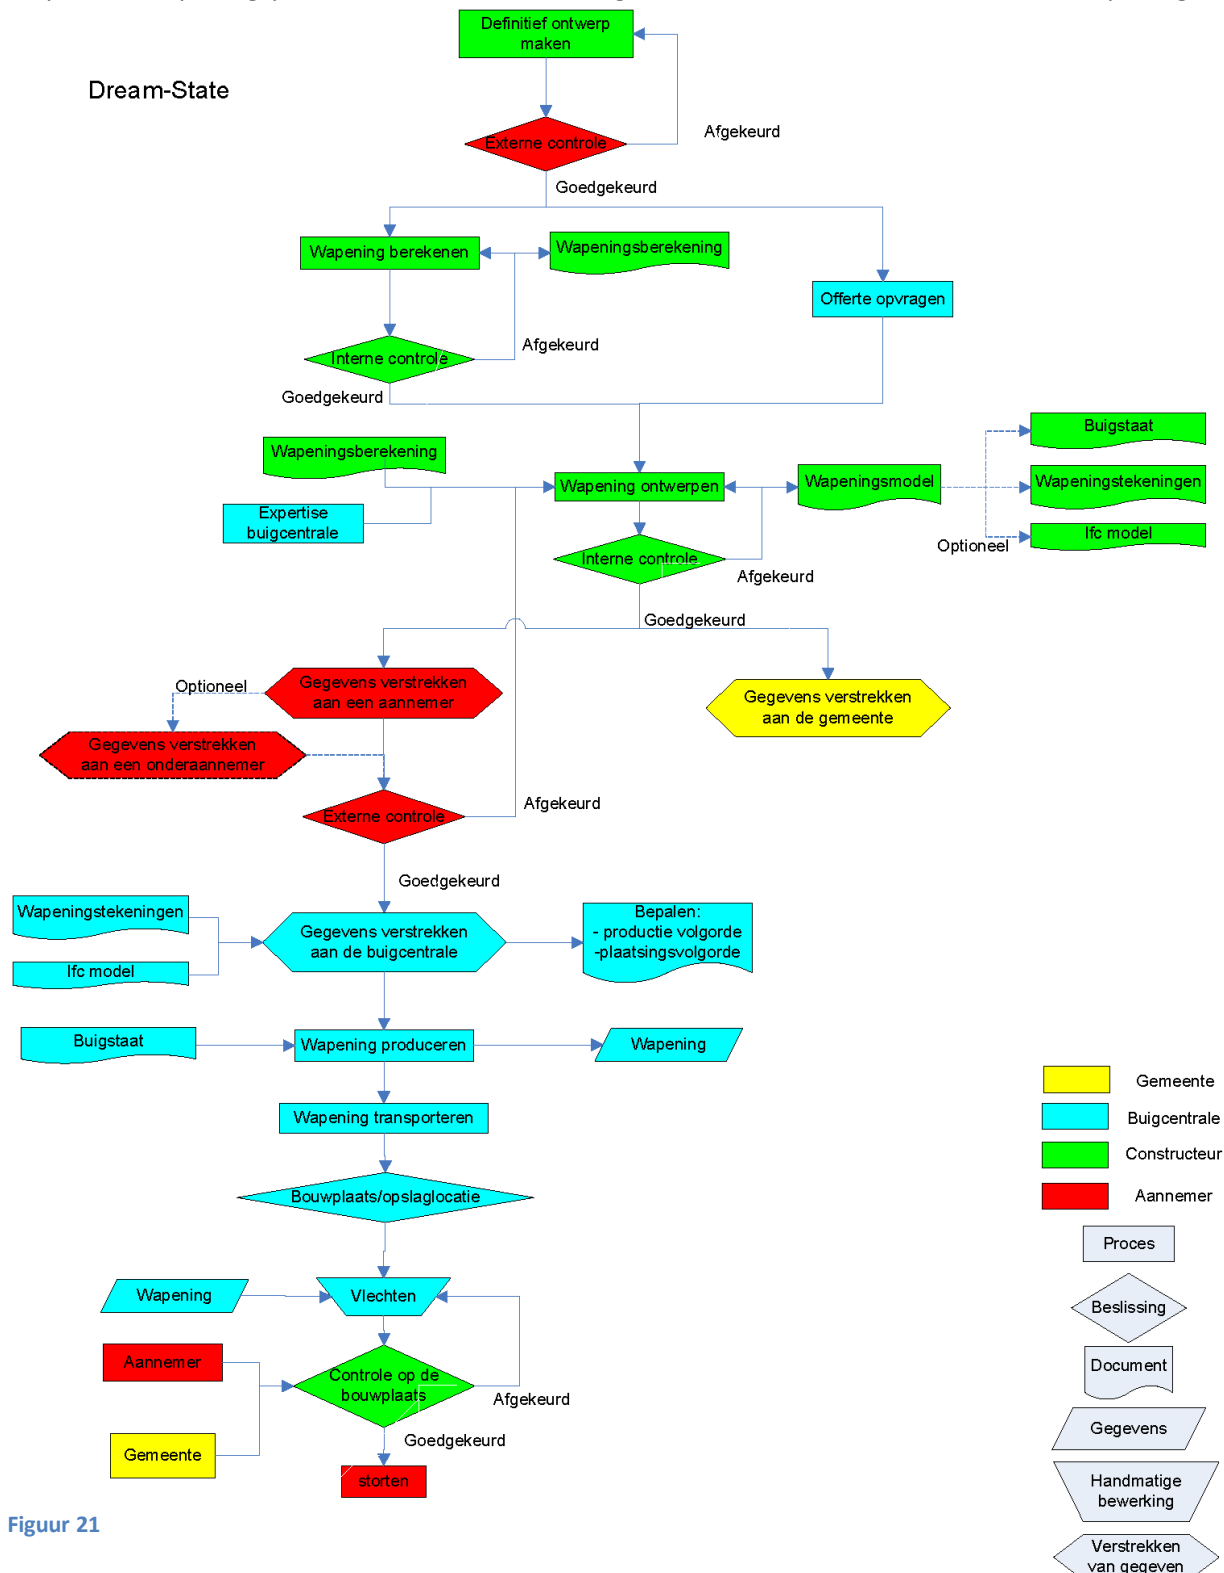 Definitief ontwerp
maken
Dream-State
Afgekeurd
Externe controle
Goedgekeurd
Wapening berekenen
Wapeningsberekening
Offerte opvragen
Afgekeurd
Interne controle
Goedgekeurd
Buigstaat
Wapeningsberekening
Wapening ontwerpen
Wapeningsmodel
Wapeningstekeningen
Expertise
buigcentrale
Ifc model
Optioneel
Interne controle
Afgekeurd
Goedgekeurd
Optioneel
Gegevens verstrekken
aan een aannemer
Gegevens verstrekken
aan de gemeente
Gegevens verstrekken
aan een onderaannemer
Afgekeurd
Externe controle
Goedgekeurd
Wapeningstekeningen
Ifc model
Gegevens verstrekken
aan de buigcentrale
Bepalen:
- productie volgorde
-plaatsingsvolgorde
Buigstaat
Wapening produceren
Wapening
Wapening transporteren
Bouwplaats/opslaglocatie
Wapening
Vlechten
Aannemer
Controle op de
bouwplaats
Afgekeurd
Gemeente
Goedgekeurd
storten
Gemeente
Buigcentrale
Constructeur
Aannemer
Proces
Beslissing
Document
Gegevens
Handmatige
bewerking
Verstrekken
van gegeven
Figuur 21